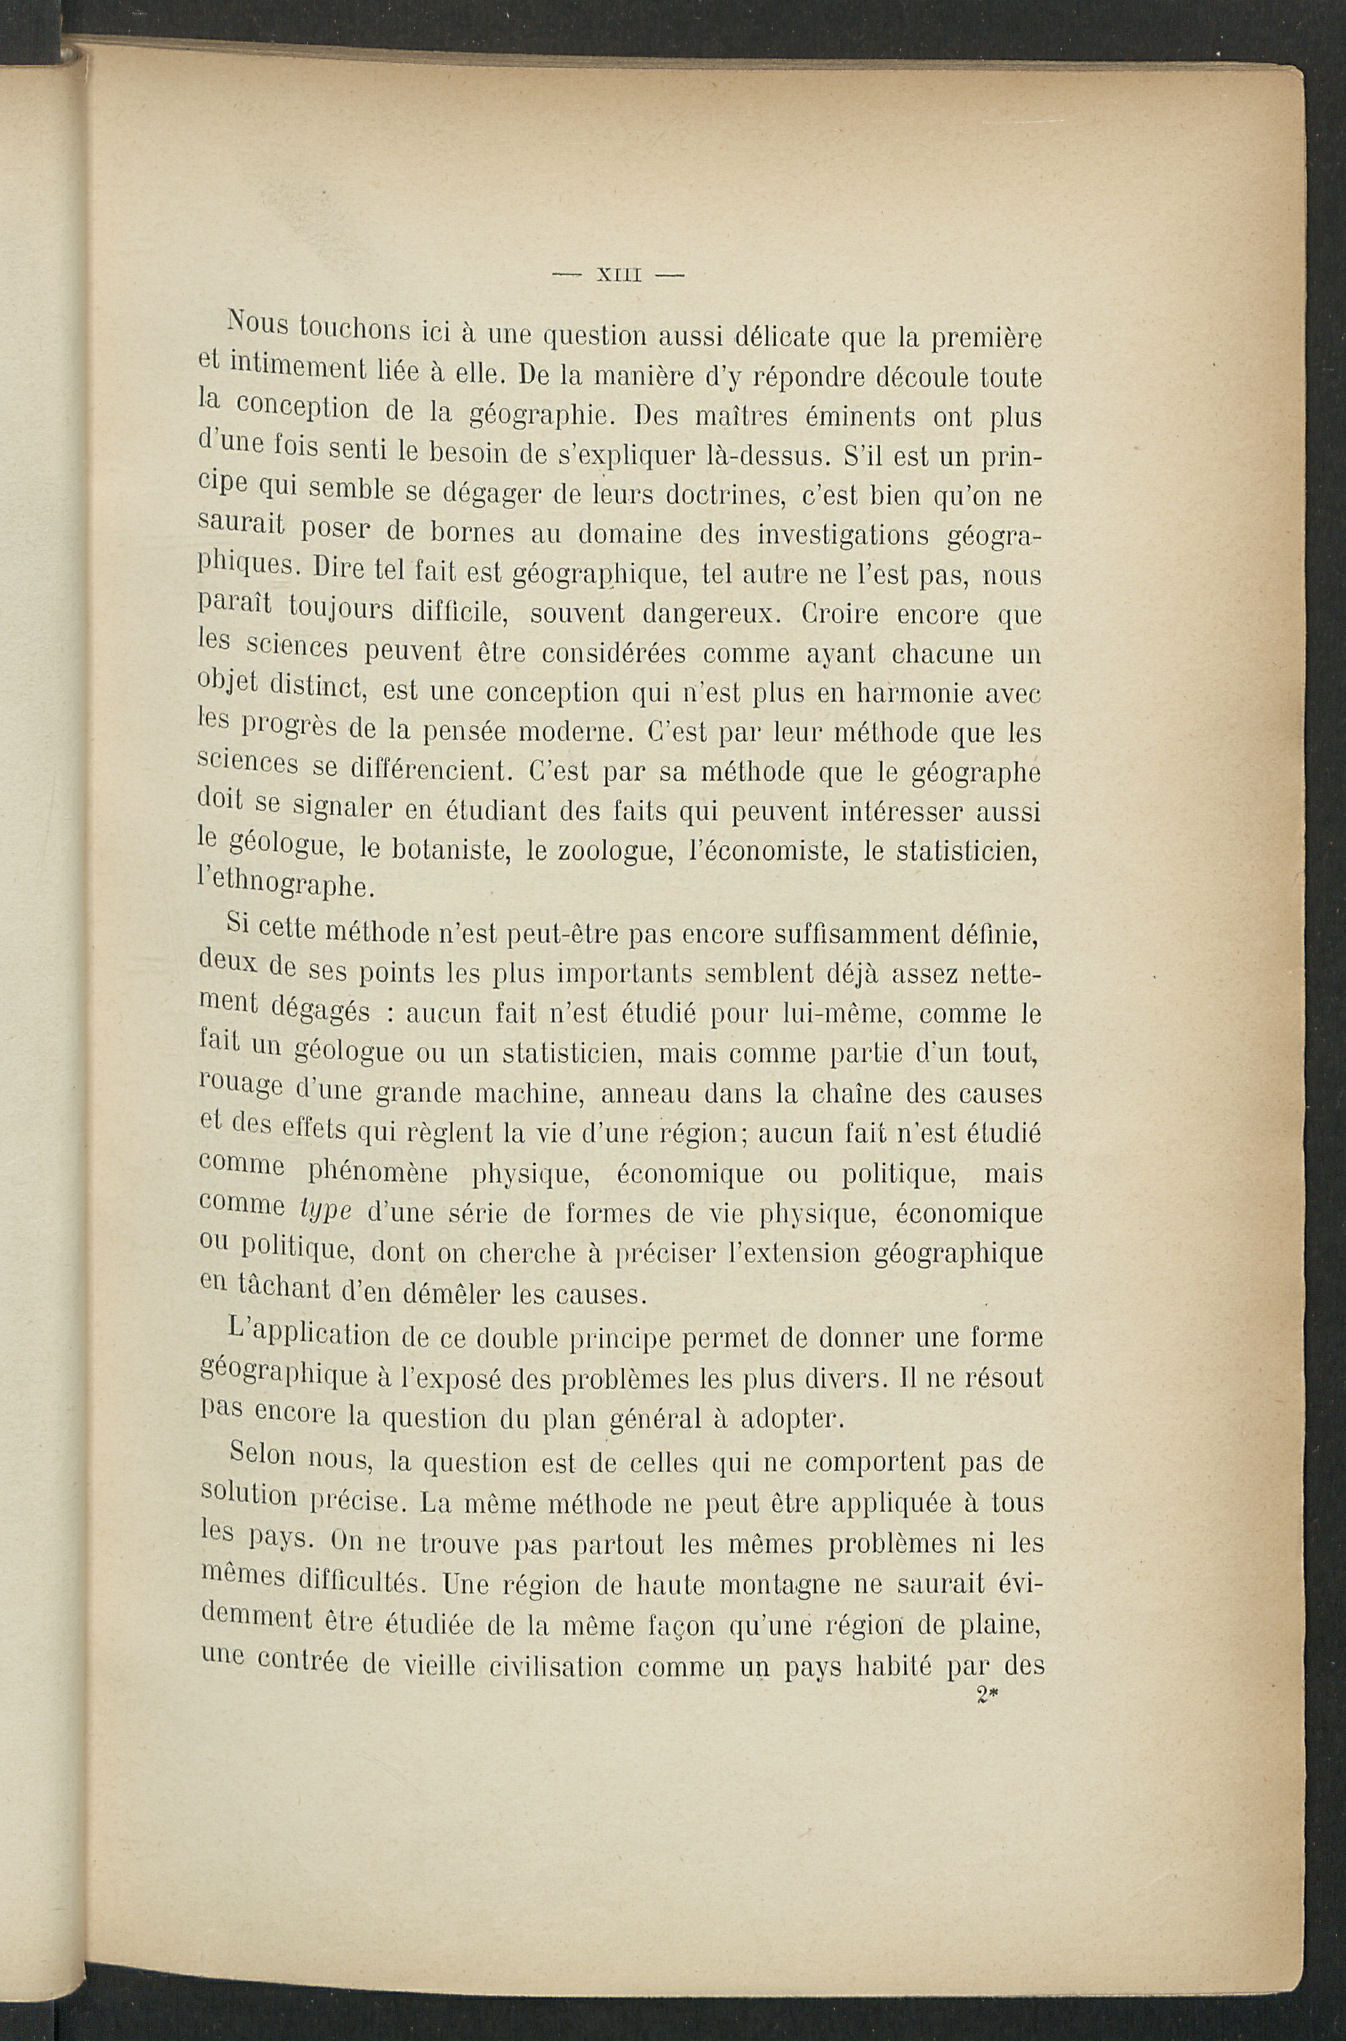 — XIII —
Nous touchons ici à une question aussi délicate que la première
et intimement liée à elle. De la manière d'y répondre découle toute
la conception de la géographie. Des maîtres éminents ont plus
d'une fois senti le besoin de s'expliquer là-dessus. S'il est un prin-
cipe qui semble se dégager de leurs doctrines, c'est bien qu'on ne
saurait poser de bornes au domaine des investigations géogra-
phiques. Dire tel fait est géographique, tel autre ne l'est pas, nous
paraît toujours difficile, souvent dangereux. Croire encore que
les sciences peuvent être considérées comme ayant chacune un
objet distinct, est une conception qui n'est plus en harmonie avec
les progrès de la pensée moderne. C'est par leur méthode que les
sciences se différencient. C'est par sa méthode que le géographe
doit se signaler en étudiant des faits qui peuvent intéresser aussi
le géologue, le botaniste, le zoologue, l'économiste, le statisticien,
l'ethnographe.
Si cette méthode n'est peut-être pas encore suffisamment définie,
deux de ses points les plus importants semblent déjà assez nette-
ment dégagés : aucun fait n'est étudié pour lui-même, comme le
fait un géologue ou un statisticien, mais comme partie d'un tout,
rouage d'une grande machine, anneau dans la chaîne des causes
et des effets qui règlent la vie d'une région; aucun fait n'est étudié
comme phénomène physique, économique ou politique, mais
comme type d'une série de formes de vie physique, économique
ou politique, dont on cherche à préciser l'extension géographique
en tâchant d'en démêler les causes.
L'application de ce double principe permet de donner une forme
géographique à l'exposé des problèmes les plus divers. Il ne résout
pas encore la question du plan général à adopter.
Selon nous, la question est de celles qui ne comportent pas de
solution précise. La même méthode ne peut être appliquée à tous
les pays. On ne trouve pas partout les mêmes problèmes ni les
mêmes difficultés. Une région de haute montagne ne saurait évi-
demment être étudiée de la même façon qu'une région de plaine,
une contrée de vieille civilisation comme un pays habité par des
2*